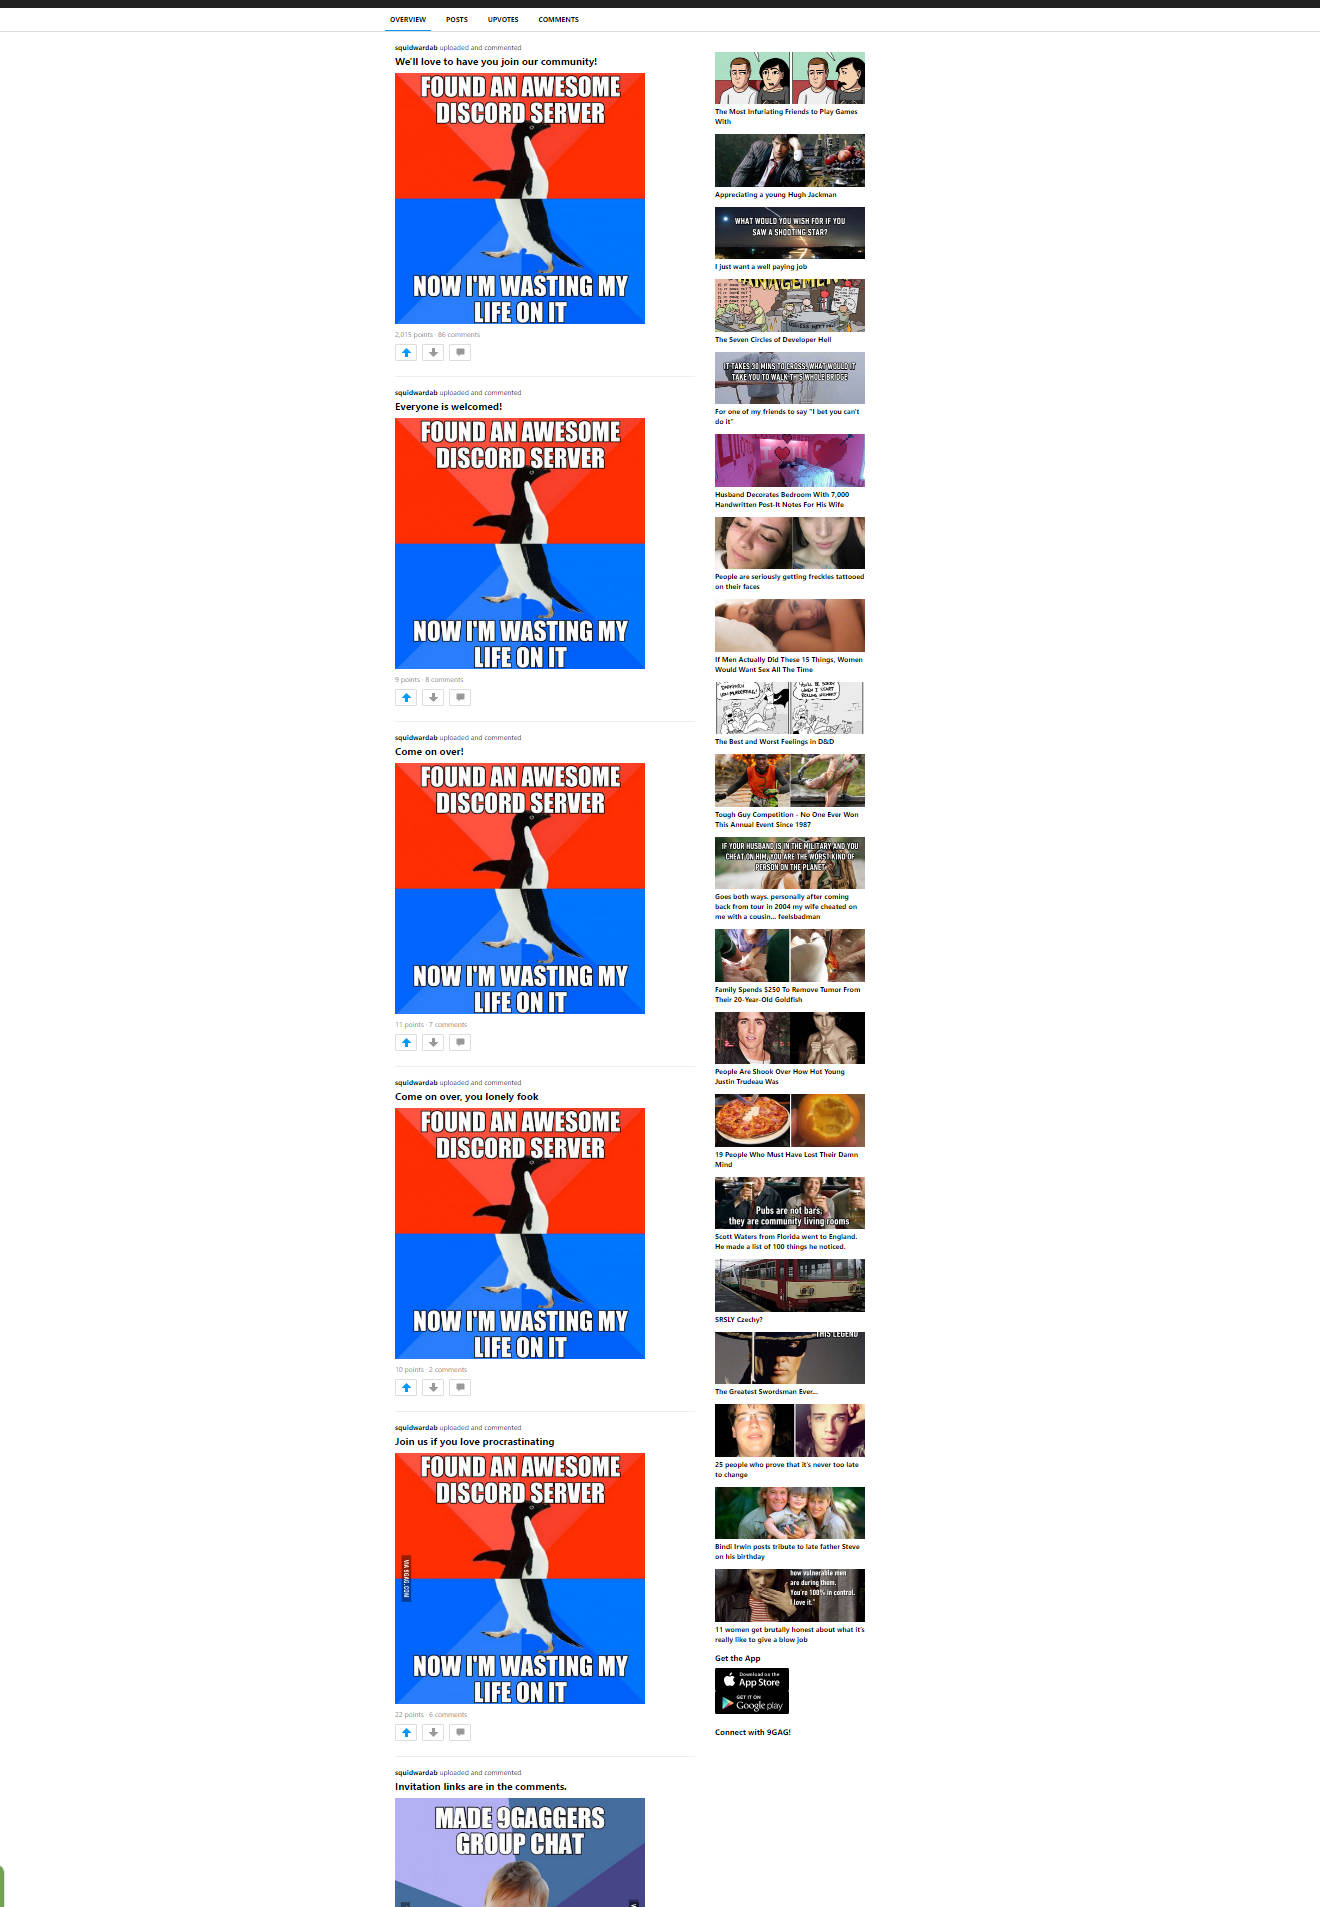 OVERVIEW POSTS UPVOTES COMMENTS
squidwardab uploaded and commented
We'll love to have you join our community!
FOUND AN AWESOME
DISCORD SERVER
NOW I'M WASTING MY
LIFE ON IT
2,015 points · 86 comments
squidwardab uploaded and commented
Everyone is welcomed!
FOUND AN AWESOME
DISCORD SERVER
NOW I'M WASTING MY
LIFE ON IT
9 points · 8 comments
squidwardab uploaded and commented
Come on over!
FOUND AN AWESOME
DISCORD SERVER
NOW I'M WASTING MY
LIFE ON IT
11 points · 7 comments
squidwardab uploaded and commented
Come on over, you lonely fook
FOUND AN AWESOME
DISCORD SERVER
NOW I'M WASTING MY
LIFE ON IT
10 points · 2 comments
squidwardab uploaded and commented
Join us if you love procrastinating
FOUND AN AWESOME
DISCORD SERVER
VIA 9GAG.COM
NOW I'M WASTING MY
LIFE ON IT
22 points · 6 comments
squidwardab uploaded and commented
Invitation links are in the comments.
MADE 9GAGGERS
GROUP CHAT
The Most Infuriating Friends to Play Games
With
Appreciating a young Hugh Jackman
WHAT WOULD YOU WISH FOR IF YOU
SAW A SHOOTING STAR?
I just want a well paying job
MANAGEMENT
USELESS MEETING
The Seven Circles of Developer Hell
IT TAKES 30 MINS TO CROSS, WHAT WOULD IT
TAKE YOU TO WALK THIS WHOLE BRIDGE
For one of my friends to say "I bet you can't
do it"
Husband Decorates Bedroom With 7,000
Handwritten Post-It Notes For His Wife
People are seriously getting freckles tattooed
on their faces
If Men Actually Did These 15 Things, Women
Would Want Sex All The Time
YOU'LL BE SORRY
WHEN I START
ROLLING HIGHER!
The Best and Worst Feelings in D&D
Tough Guy Competition - No One Ever Won
This Annual Event Since 1987
IF YOUR HUSBAND IS IN THE MILITARY AND YOU
CHEAT ON HIM, YOU ARE THE WORST KIND OF
PERSON ON THE PLANET
Goes both ways. personally after coming
back from tour in 2004 my wife cheated on
me with a cousin... feelsbadman
Family Spends $250 To Remove Tumor From
Their 20-Year-Old Goldfish
People Are Shook Over How Hot Young
Justin Trudeau Was
19 People Who Must Have Lost Their Damn
Mind
Pubs are not bars,
they are community living rooms
Scott Waters from Florida went to England.
He made a list of 100 things he noticed.
SRSLY Czechy?
THIS LEGEND
The Greatest Swordsman Ever...
25 people who prove that it's never too late
to change
Bindi Irwin posts tribute to late father Steve
on his birthday
how vulnerable men
are during them.
You're 100% in control.
I love it."
11 women get brutally honest about what it's
really like to give a blow job
Get the App
Download on the
App Store
GET IT ON
Google play
Connect with 9GAG!